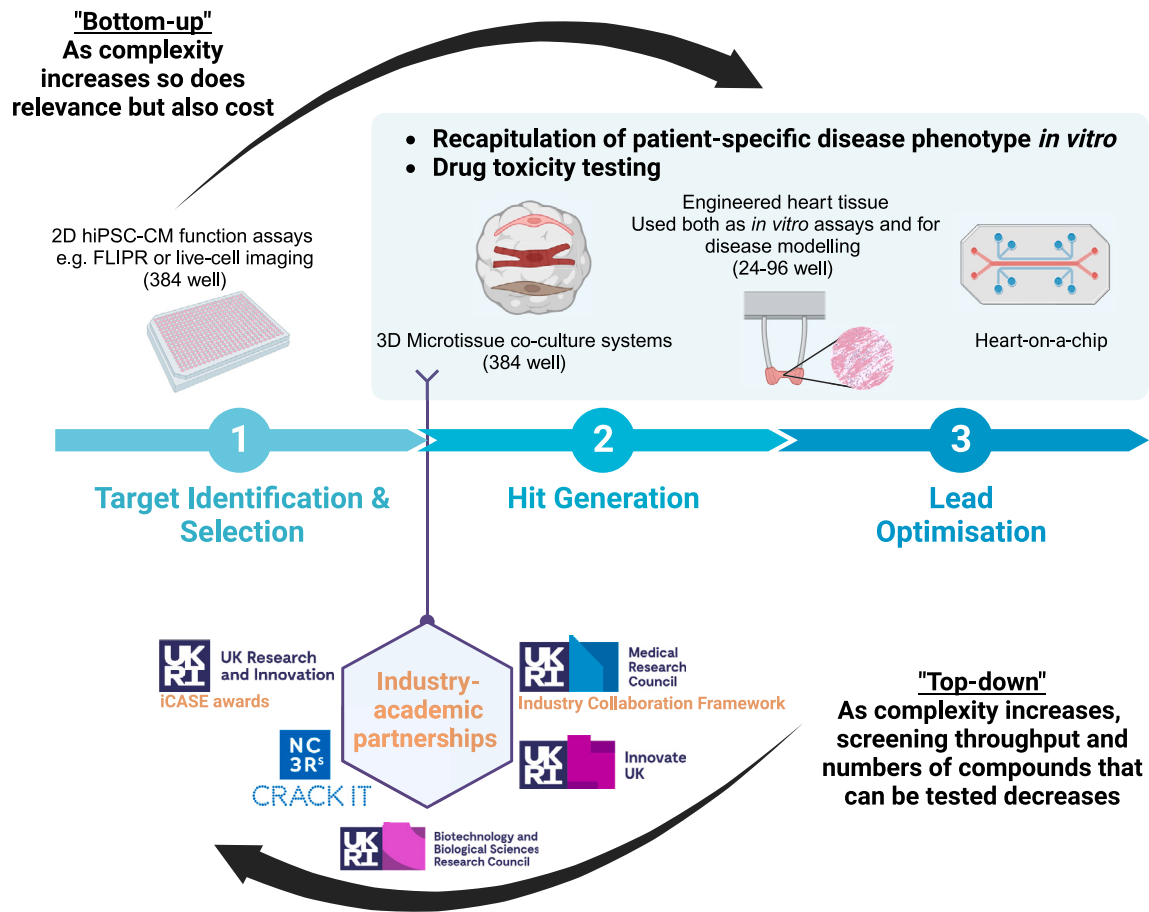 "Bottom-up"
As complexity
increases so does
relevance but also cost
• Recapitulation of patient-specific disease phenotype in vitro
• Drug toxicity testing
2D hiPSC-CM function assays
e.g. FLIPR or live-cell imaging
(384 well)
3D Microtissue co-culture systems
(384 well)
Engineered heart tissue
Used both as in vitro assays and for
disease modelling
(24-96 well)
Heart-on-a-chip
1
2
3
Target Identification &
Selection
Hit Generation
Lead
Optimisation
UK
RI
UK Research
and Innovation
iCASE awards
Industry-
academic
partnerships
UK
RI
Medical
Research
Council
Industry Collaboration Framework
NC
3Rs
CRACK IT
UK
RI
Innovate
UK
UK
RI
Biotechnology and
Biological Sciences
Research Council
"Top-down"
As complexity increases,
screening throughput and
numbers of compounds that
can be tested decreases